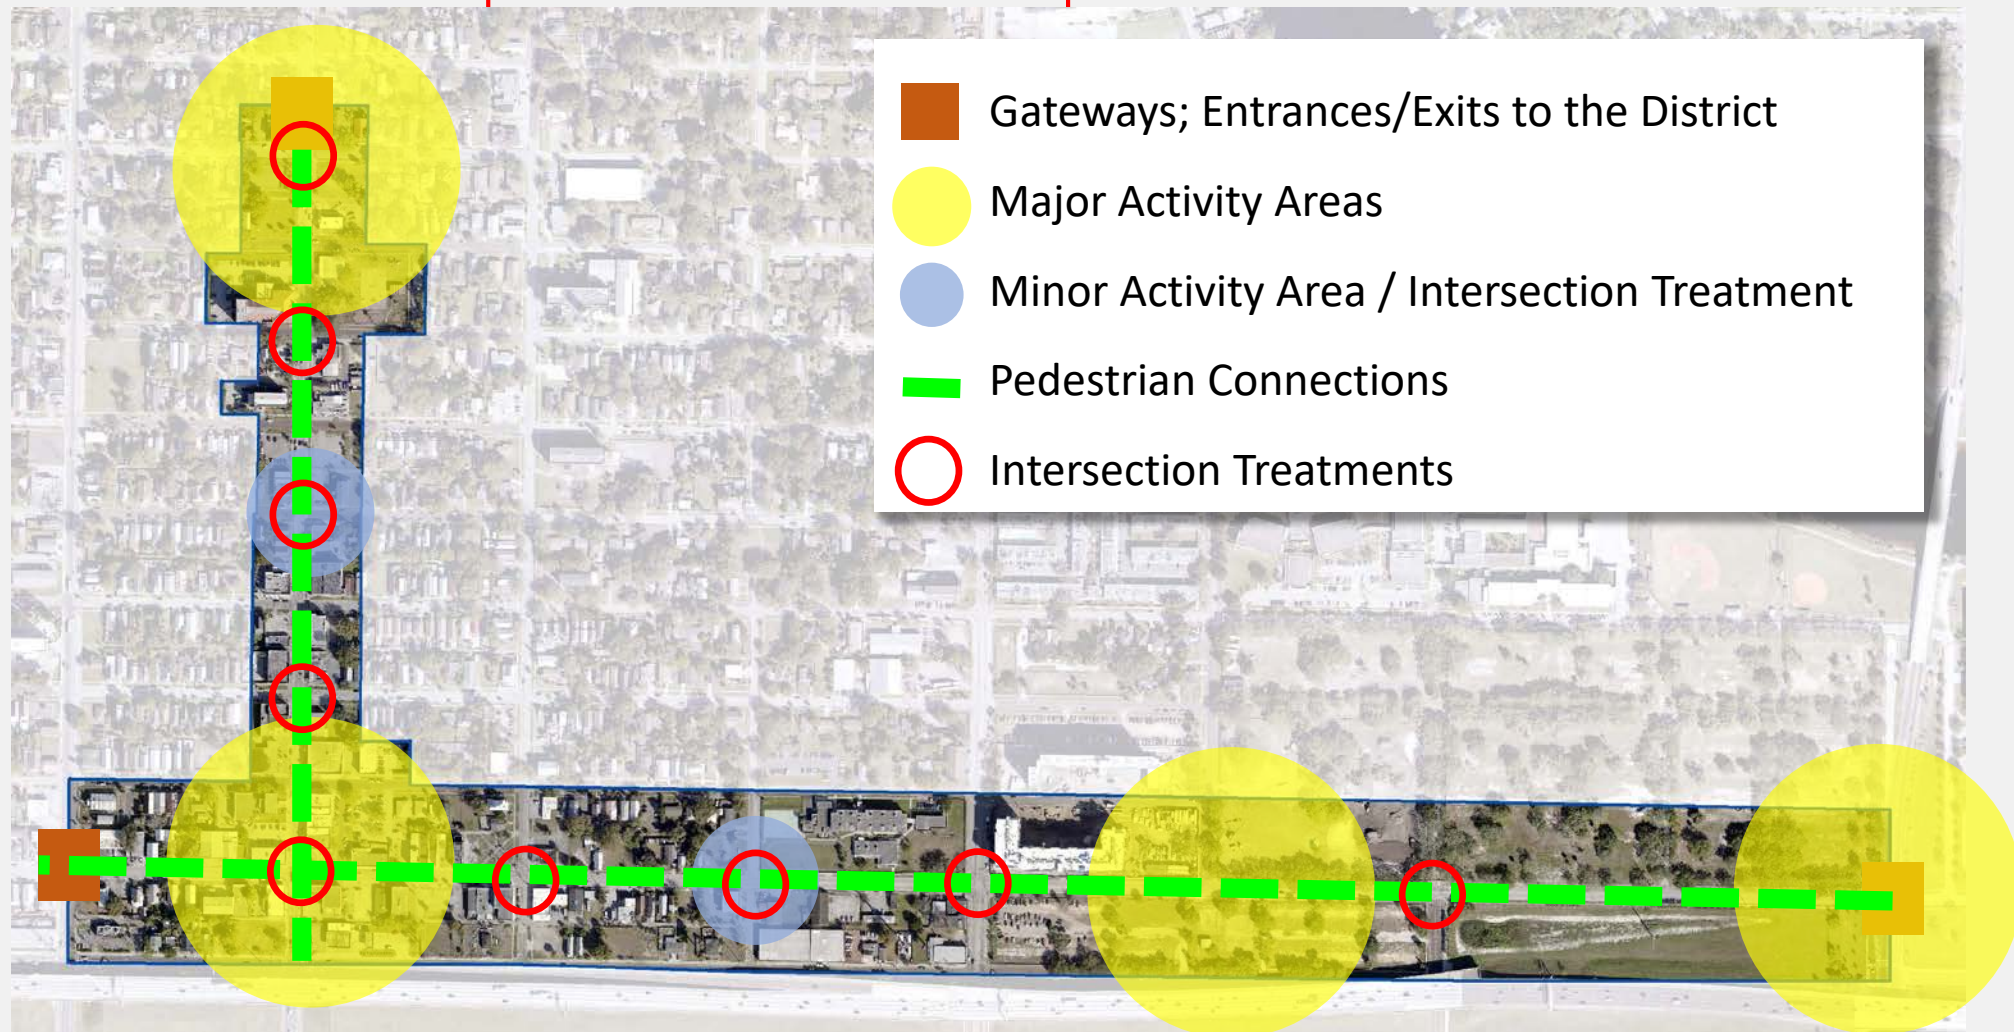 Gateways; Entrances/Exits to the District
Major Activity Areas
Minor Activity Area / Intersection Treatment
Pedestrian Connections
Intersection Treatments